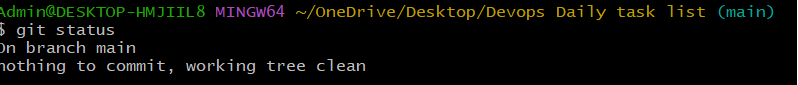 Admin@DESKTOP-HMJIIL8 MINGW64 ~/OneDrive/Desktop/Devops Daily task list (main)
$ git status
On branch main
nothing to commit, working tree clean